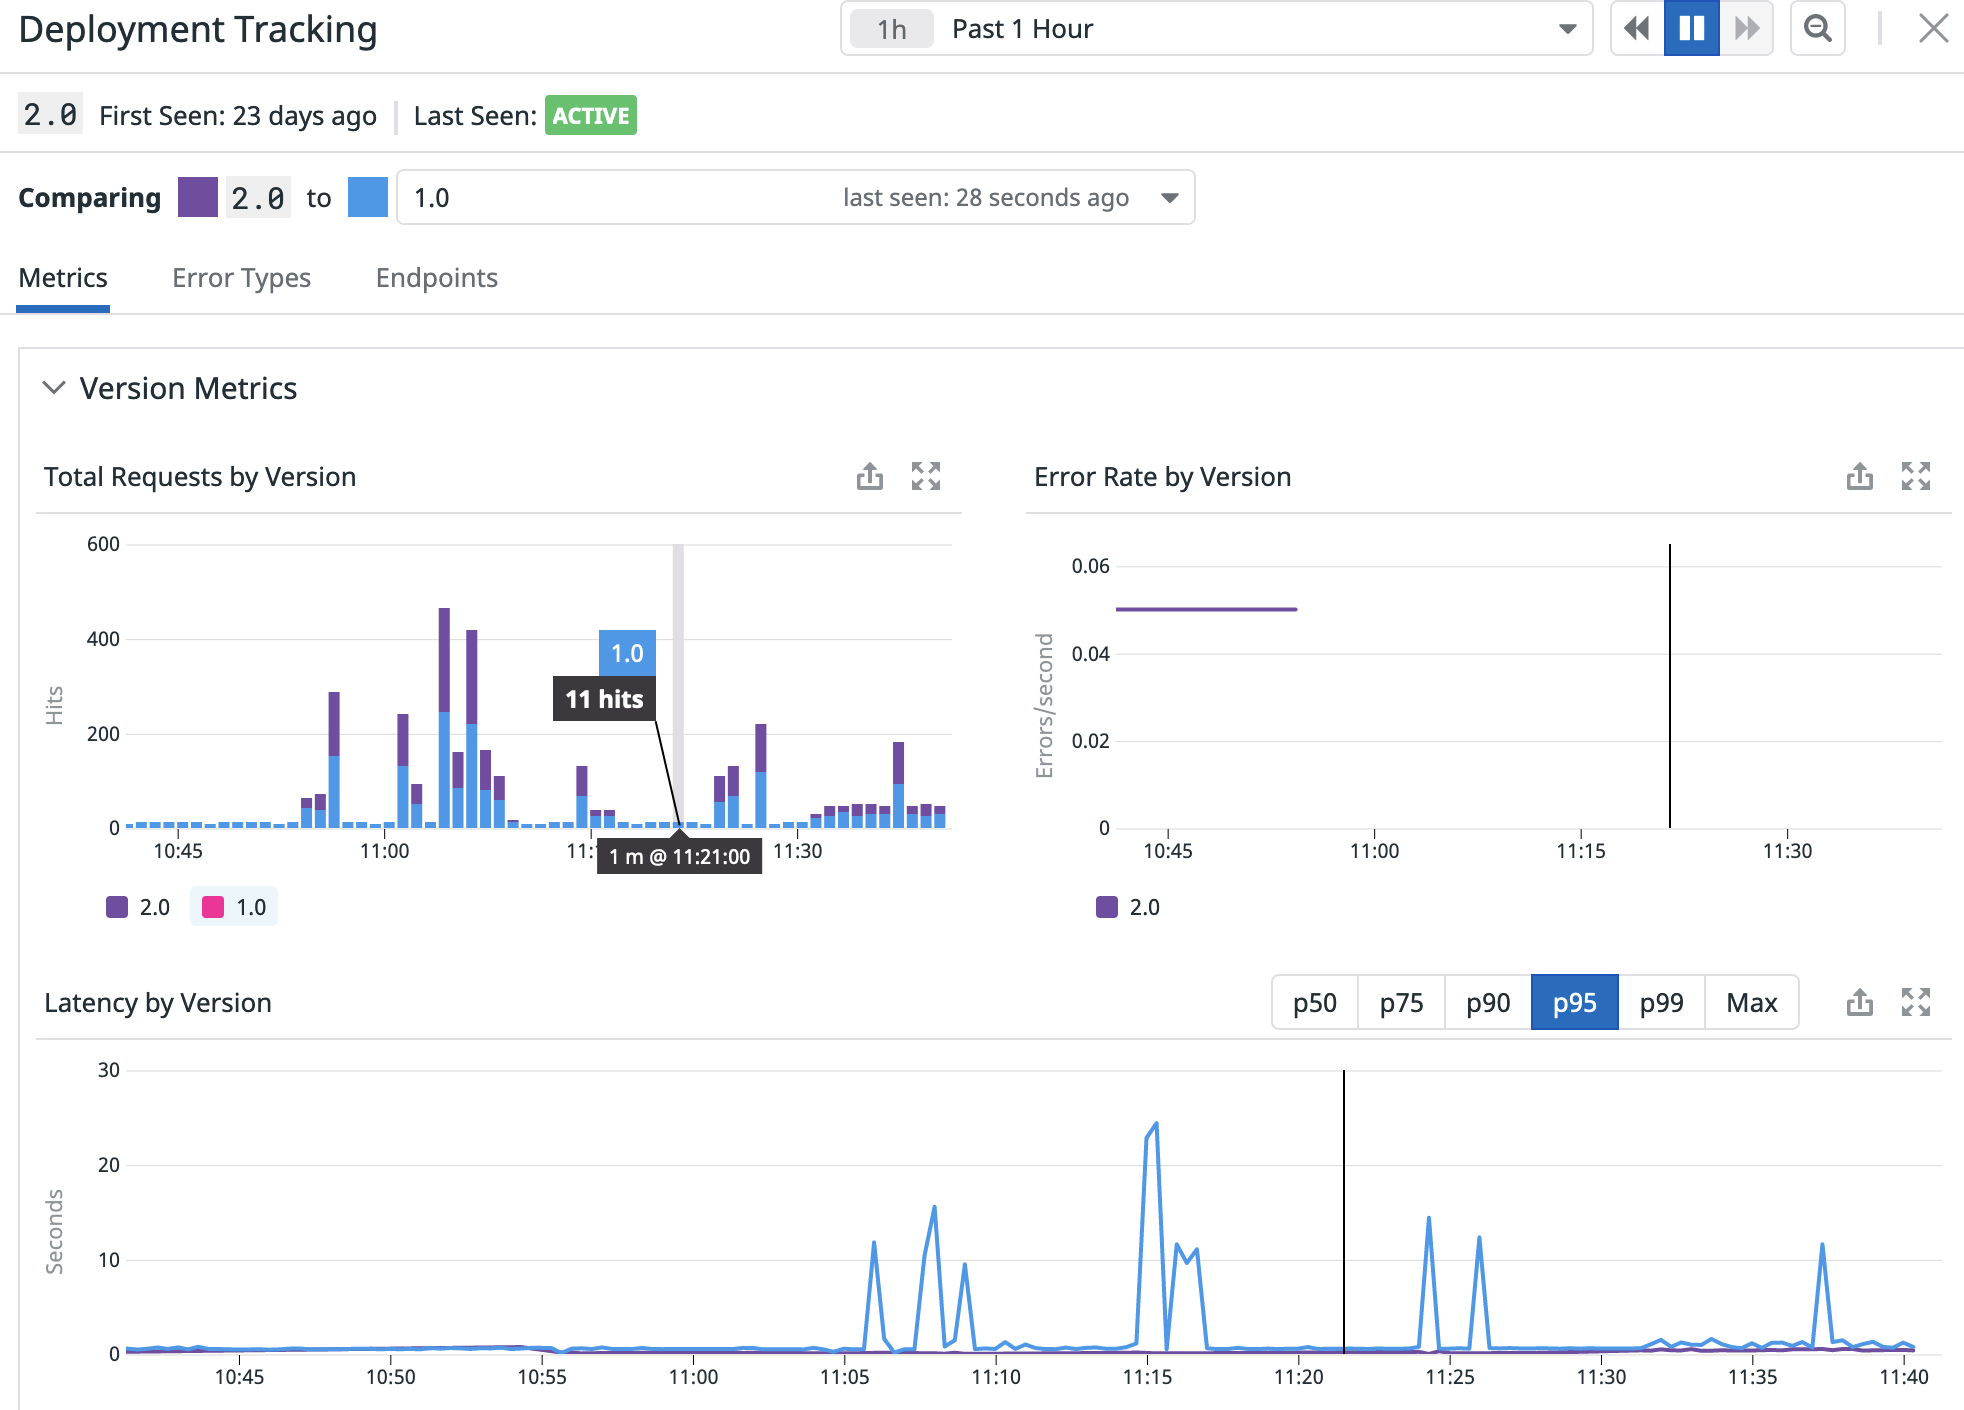 Deployment Tracking
1h Past 1 Hour
2.0 First Seen: 23 days ago Last Seen: ACTIVE
Comparing 2.0 to 1.0 last seen: 28 seconds ago
Metrics Error Types Endpoints
Version Metrics
Total Requests by Version
600
400
200
0
Hits
1.0
11 hits
10:45 11:00 11: 11:30
1 m @ 11:21:00
2.0 1.0
Error Rate by Version
0.06
0.04
0.02
0
Errors/second
10:45 11:00 11:15 11:30
2.0
Latency by Version
p50 p75 p90 p95 p99 Max
30
20
10
0
Seconds
10:45 10:50 10:55 11:00 11:05 11:10 11:15 11:20 11:25 11:30 11:35 11:40